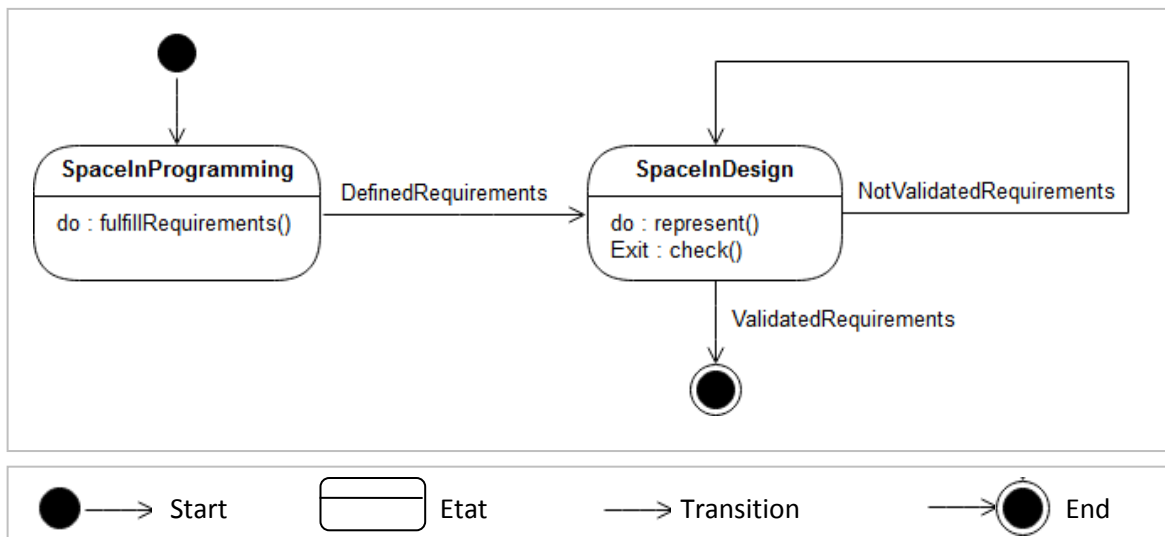 SpaceInProgramming
do : fulfillRequirements()
DefinedRequirements
SpaceInDesign
do : represent()
Exit : check()
NotValidatedRequirements
ValidatedRequirements
Start
Etat
Transition
End